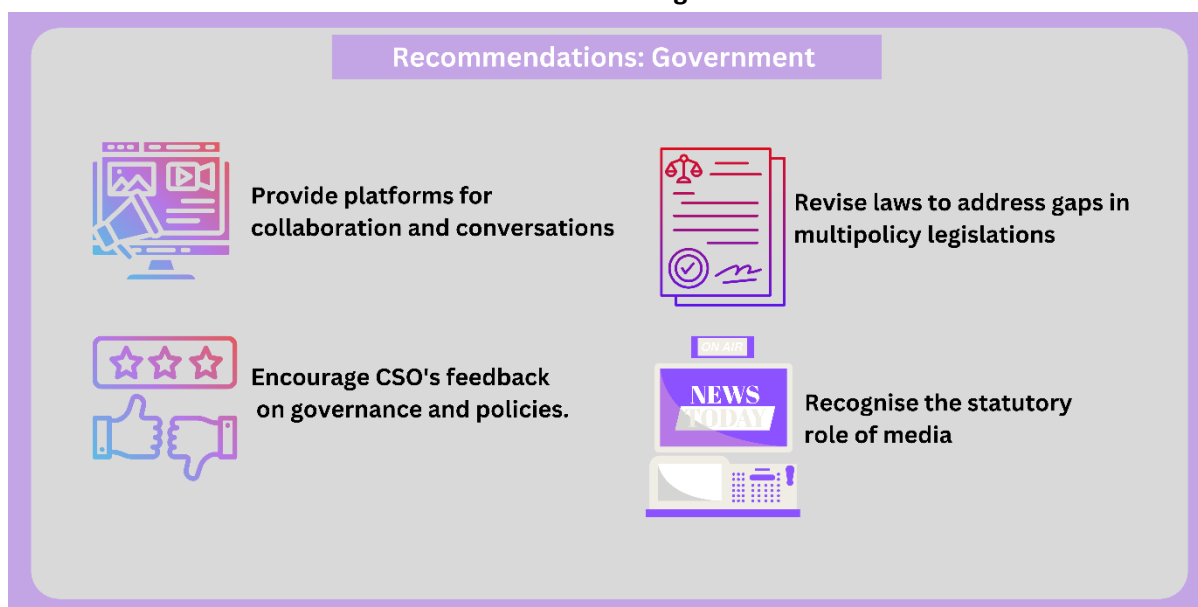 Recommendations: Government
Provide platforms for
collaboration and conversations
Revise laws to address gaps in
multipolicy legislations
Encourage CSO's feedback
on governance and policies.
ON AIR
NEWS
TODAY
Recognise the statutory
role of media